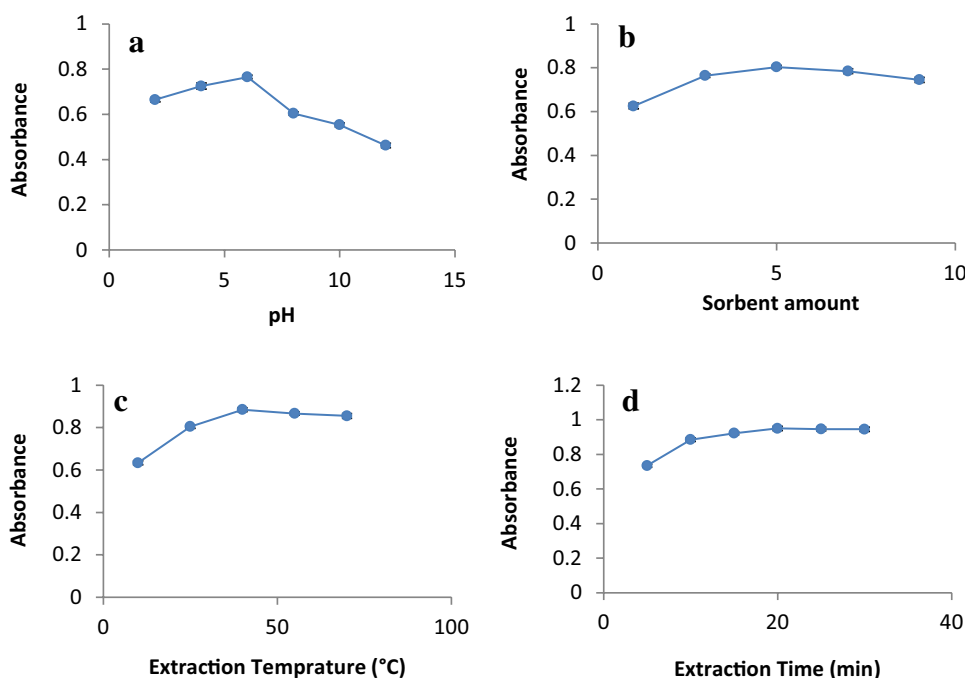 a
1
0.8
0.6
0.4
0.2
0
Absorbance
0 5 10 15
pH
b
1
0.8
0.6
0.4
0.2
0
Absorbance
0 5 10
Sorbent amount
c
1
0.8
0.6
0.4
0.2
0
Absorbance
0 50 100
Extraction Temprature (°C)
d
1.2
1
0.8
0.6
0.4
0.2
0
Absorbance
0 20 40
Extraction Time (min)